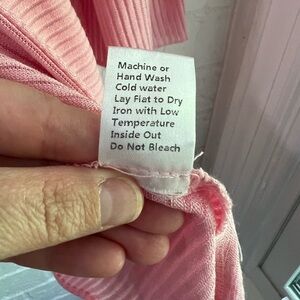 Machine or
Hand Wash
Cold water
Lay Flat to Dry
Iron with Low
Temperature
Inside Out
Do Not Bleach